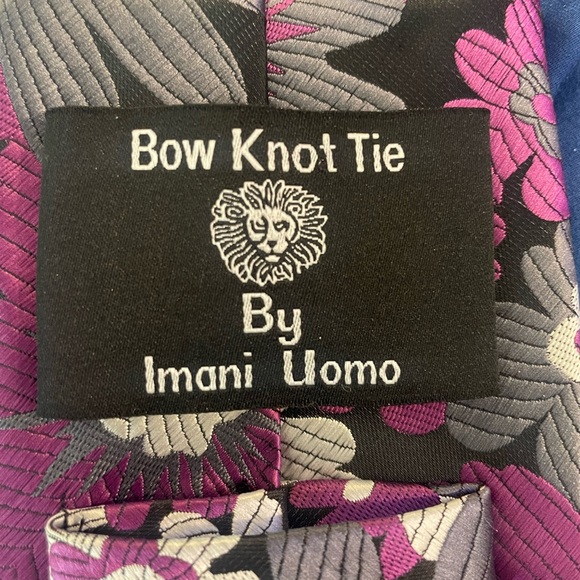 Bow Knot Tie
By
Imani Uomo